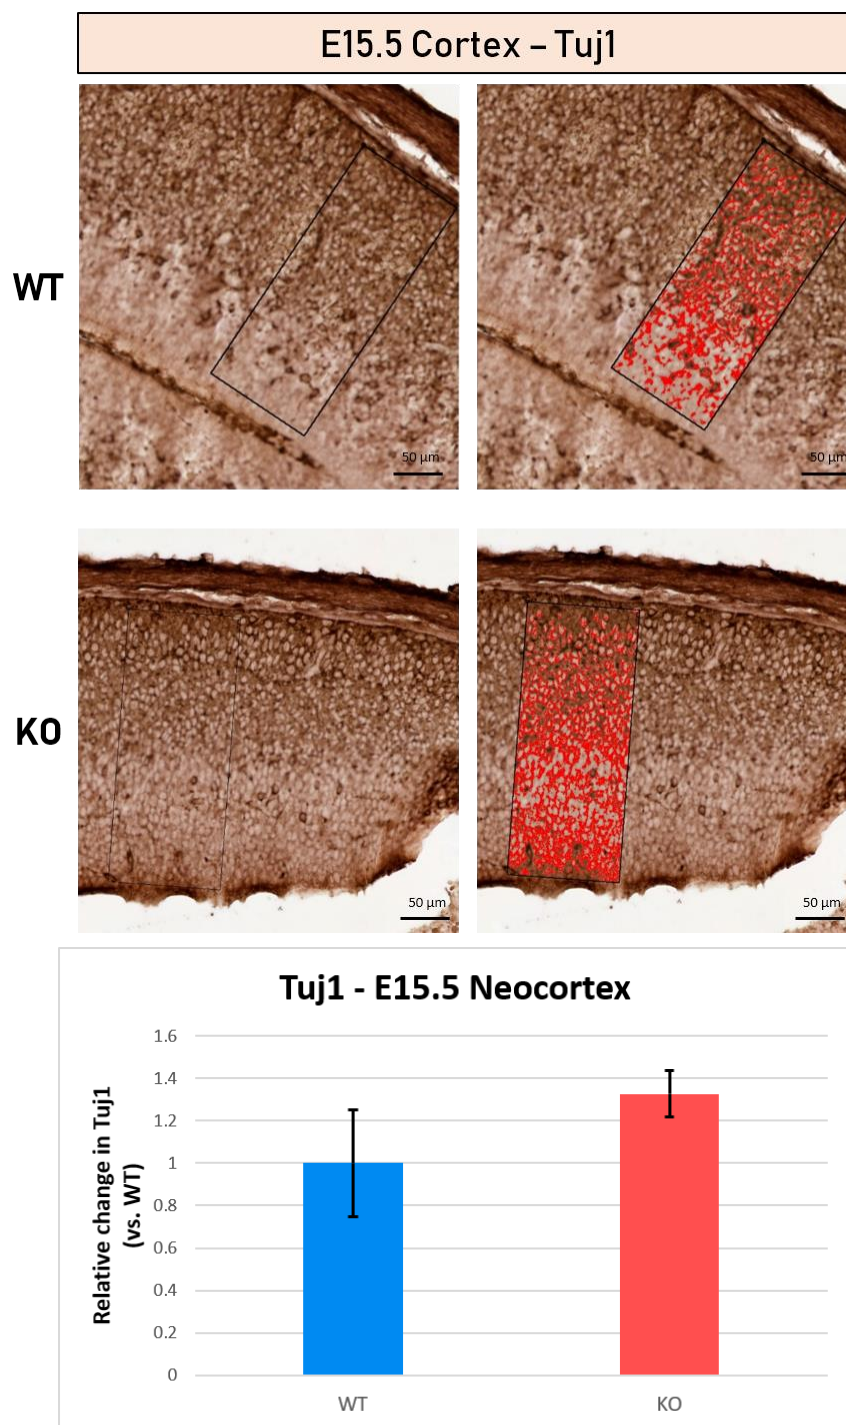 E15.5 Cortex – Tuj1
WT
50 µm
50 µm
KO
50 µm
50 µm
Tuj1 - E15.5 Neocortex
Relative change in Tuj1
(vs. WT)
1.6
1.4
1.2
1
0.8
0.6
0.4
0.2
0
WT
KO